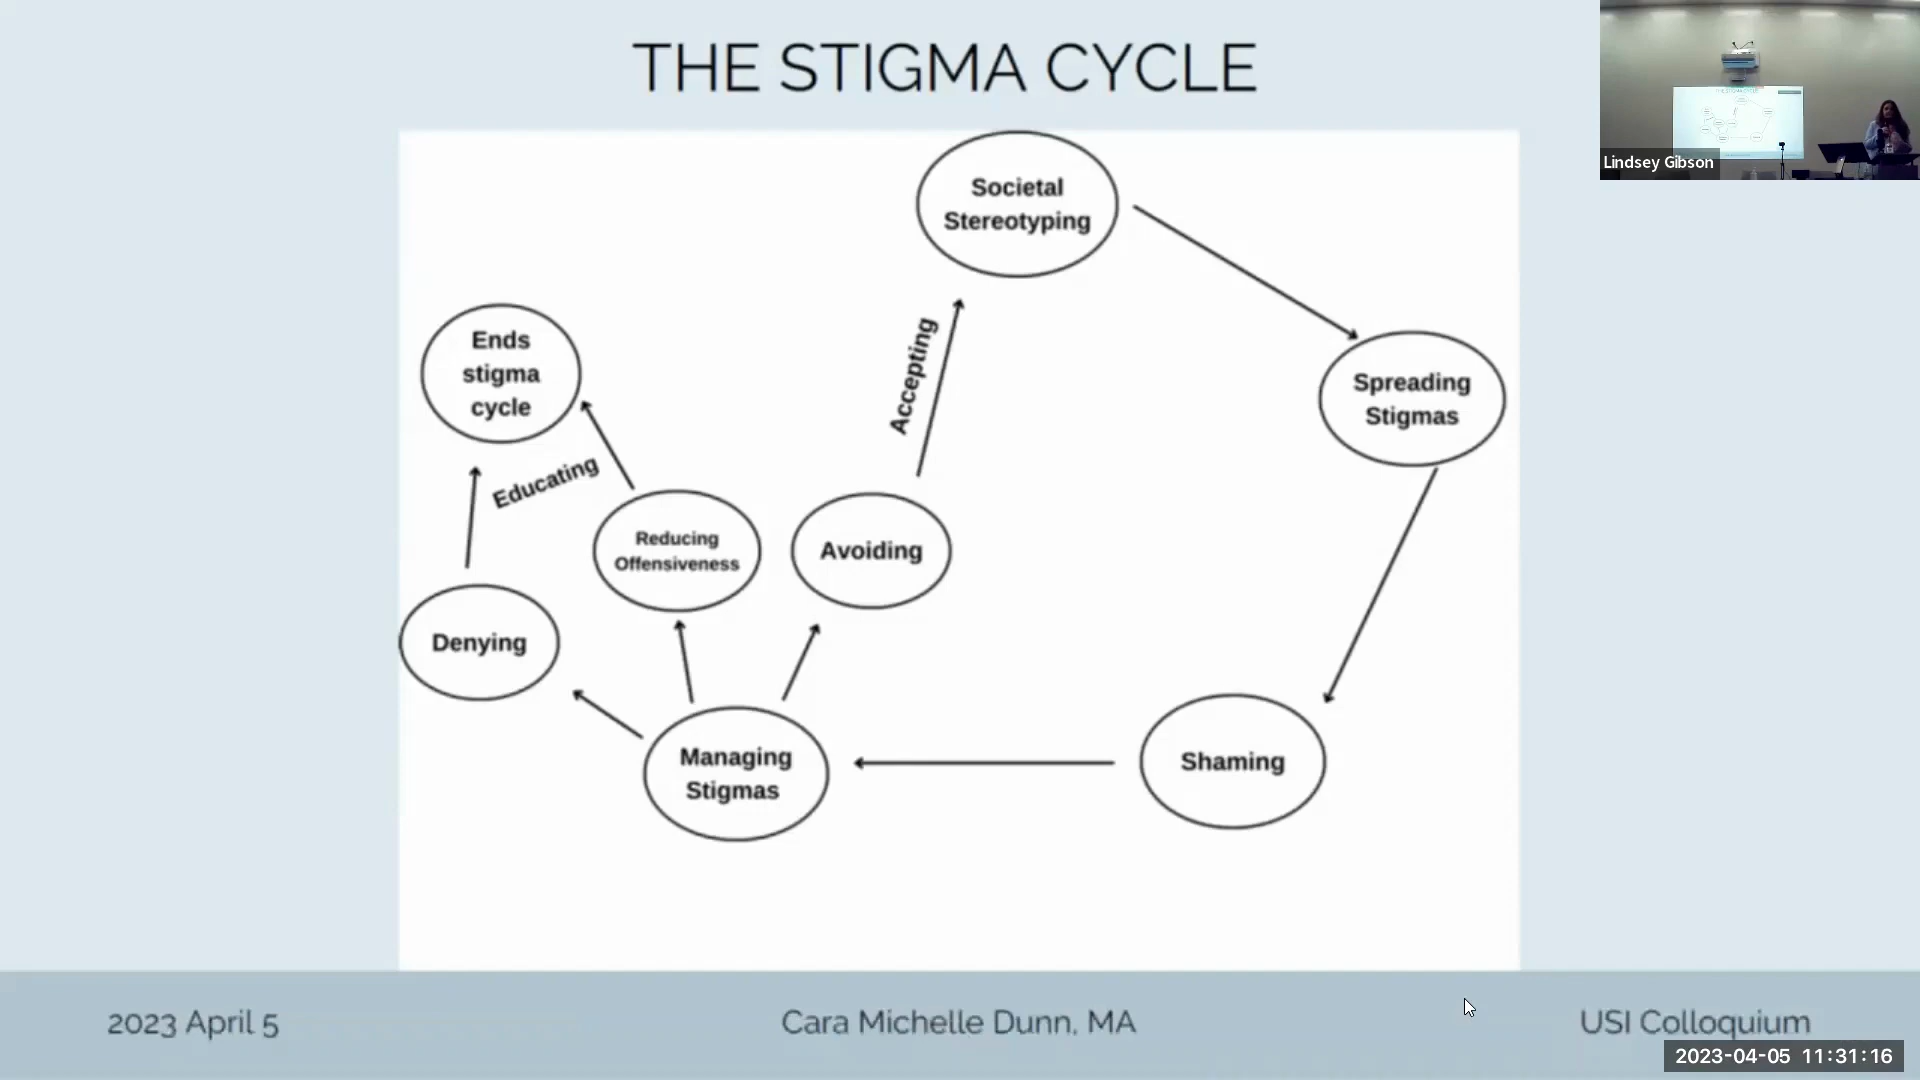 THE STIGMA CYCLE
Lindsey Gibson
Societal
Stereotyping
Spreading
Stigmas
Shaming
Managing
Stigmas
Avoiding
Accepting
Reducing
Offensiveness
Denying
Educating
Ends
stigma
cycle
2023 April 5
Cara Michelle Dunn, MA
USI Colloquium
2023-04-05 11:31:16